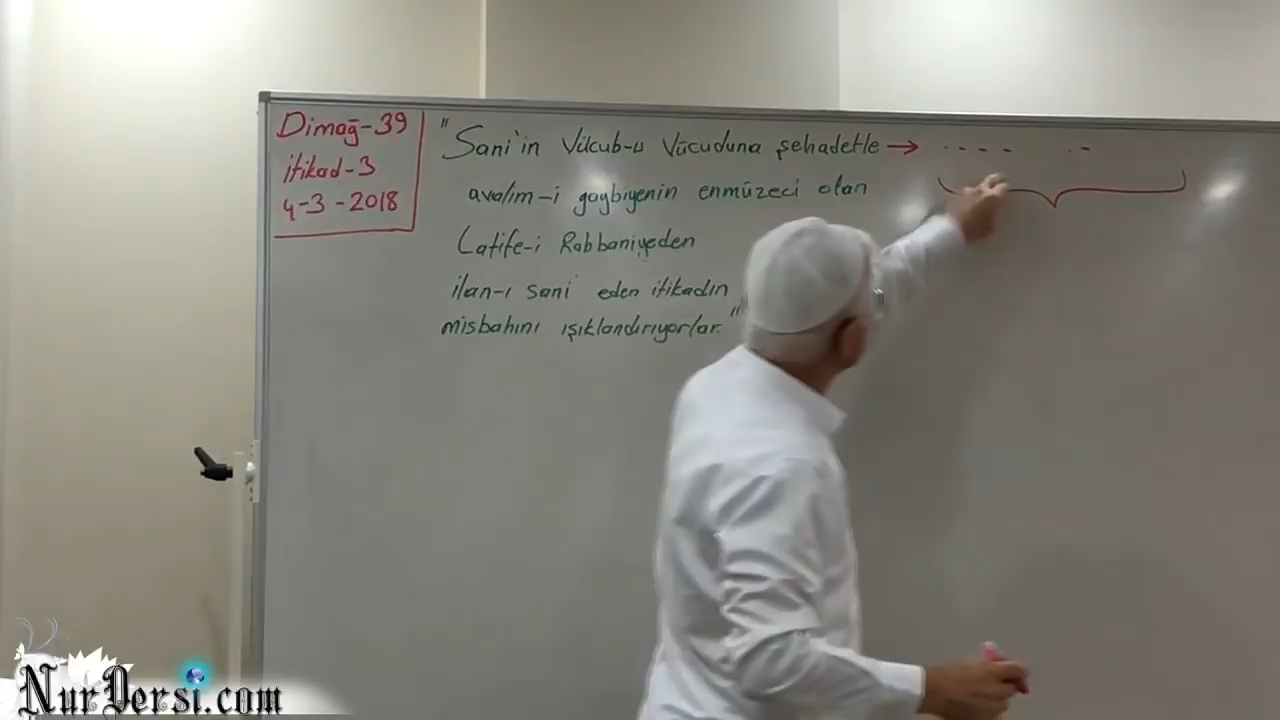 Dimağ-39
itikad-3
4-3-2018
"Sani'in Vücub-u Vücuduna şehadetle → .... ..
avalim-i gaybiyenin enmüzeci olan
Latife-i Rabbaniyeden
ilan-ı sani eden itikadın
misbahını ışıklandırıyorlar."
NurDersi.com